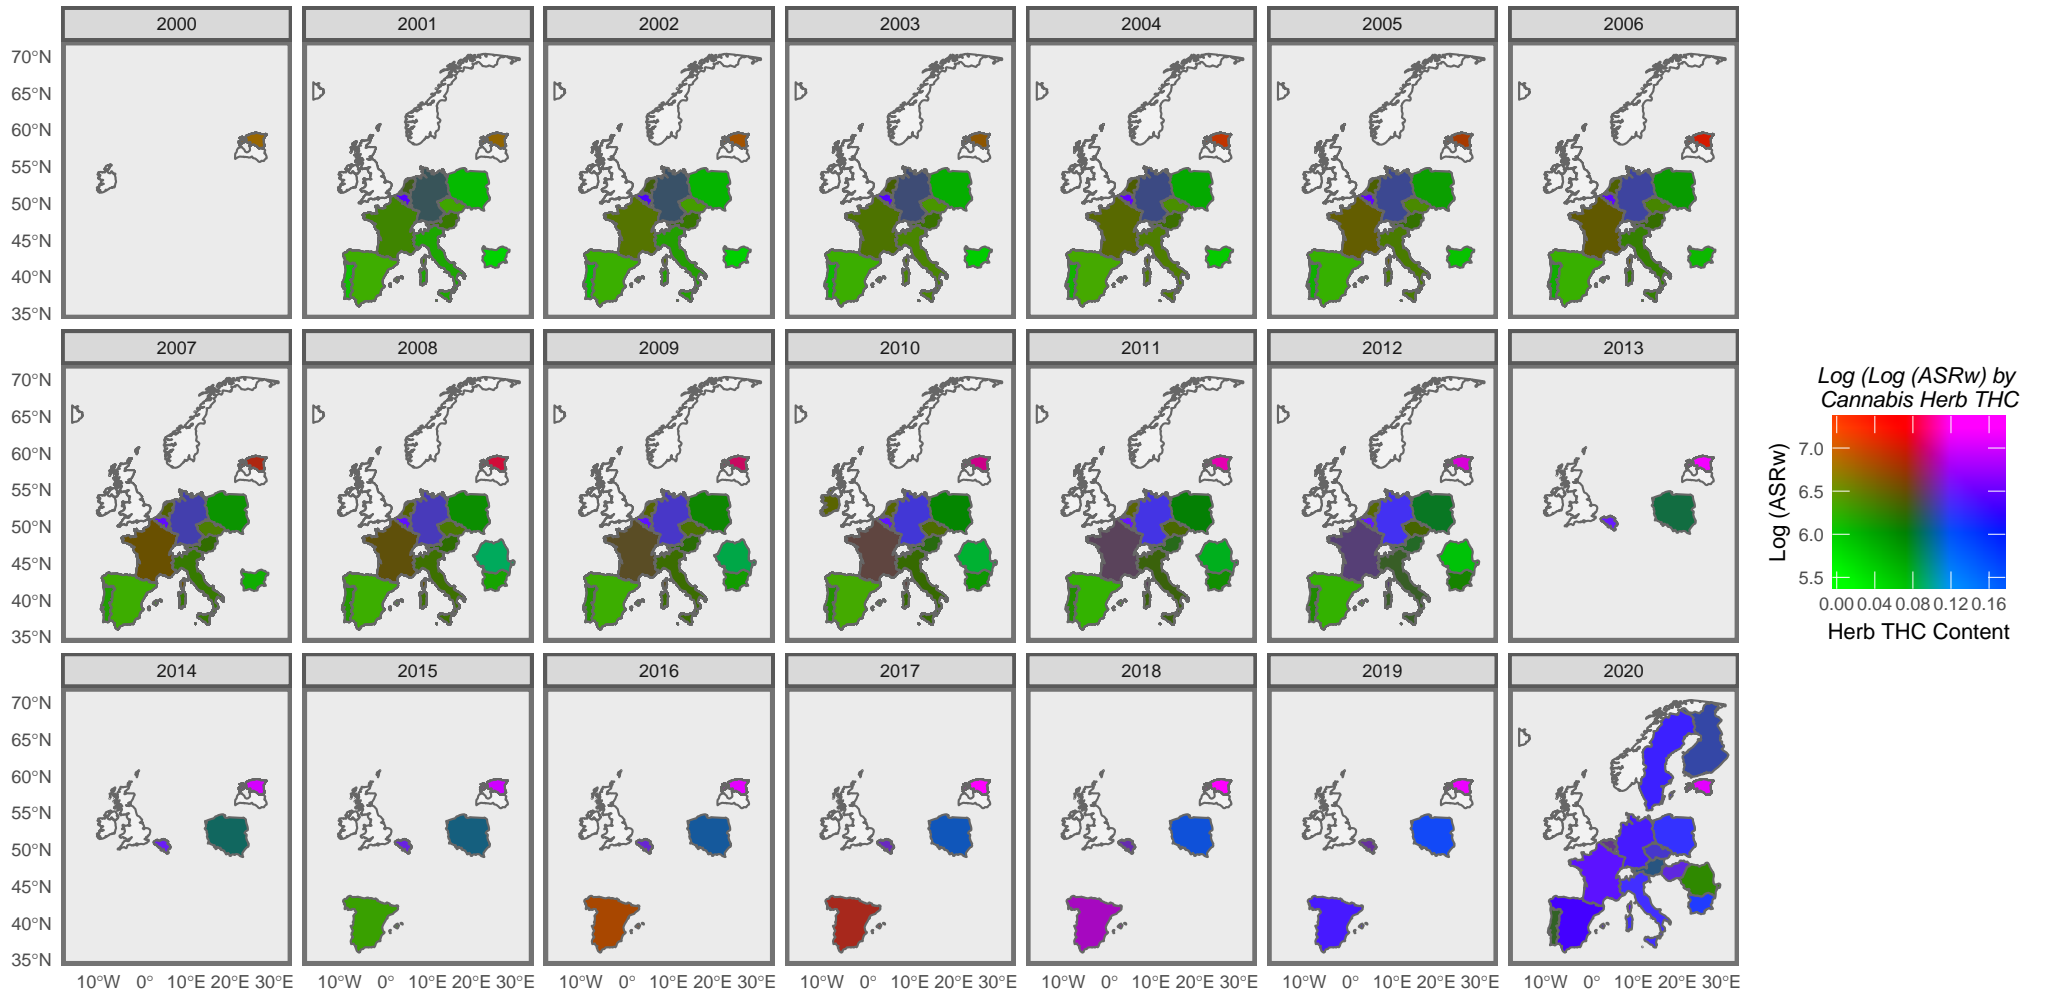 2000 2001 2002 2003 2004 2005 2006
70°N
65°N
60°N
55°N
50°N
45°N
40°N
35°N
2007 2008 2009 2010 2011 2012 2013
70°N
65°N
60°N
55°N
50°N
45°N
40°N
35°N
2014 2015 2016 2017 2018 2019 2020
70°N
65°N
60°N
55°N
50°N
45°N
40°N
35°N
10°W 0° 10°E 20°E 30°E 10°W 0° 10°E 20°E 30°E 10°W 0° 10°E 20°E 30°E 10°W 0° 10°E 20°E 30°E 10°W 0° 10°E 20°E 30°E 10°W 0° 10°E 20°E 30°E 10°W 0° 10°E 20°E 30°E
Log (Log (ASRw) by
Cannabis Herb THC
Log (ASRw)
7.0
6.5
6.0
5.5
0.00 0.04 0.08 0.12 0.16
Herb THC Content